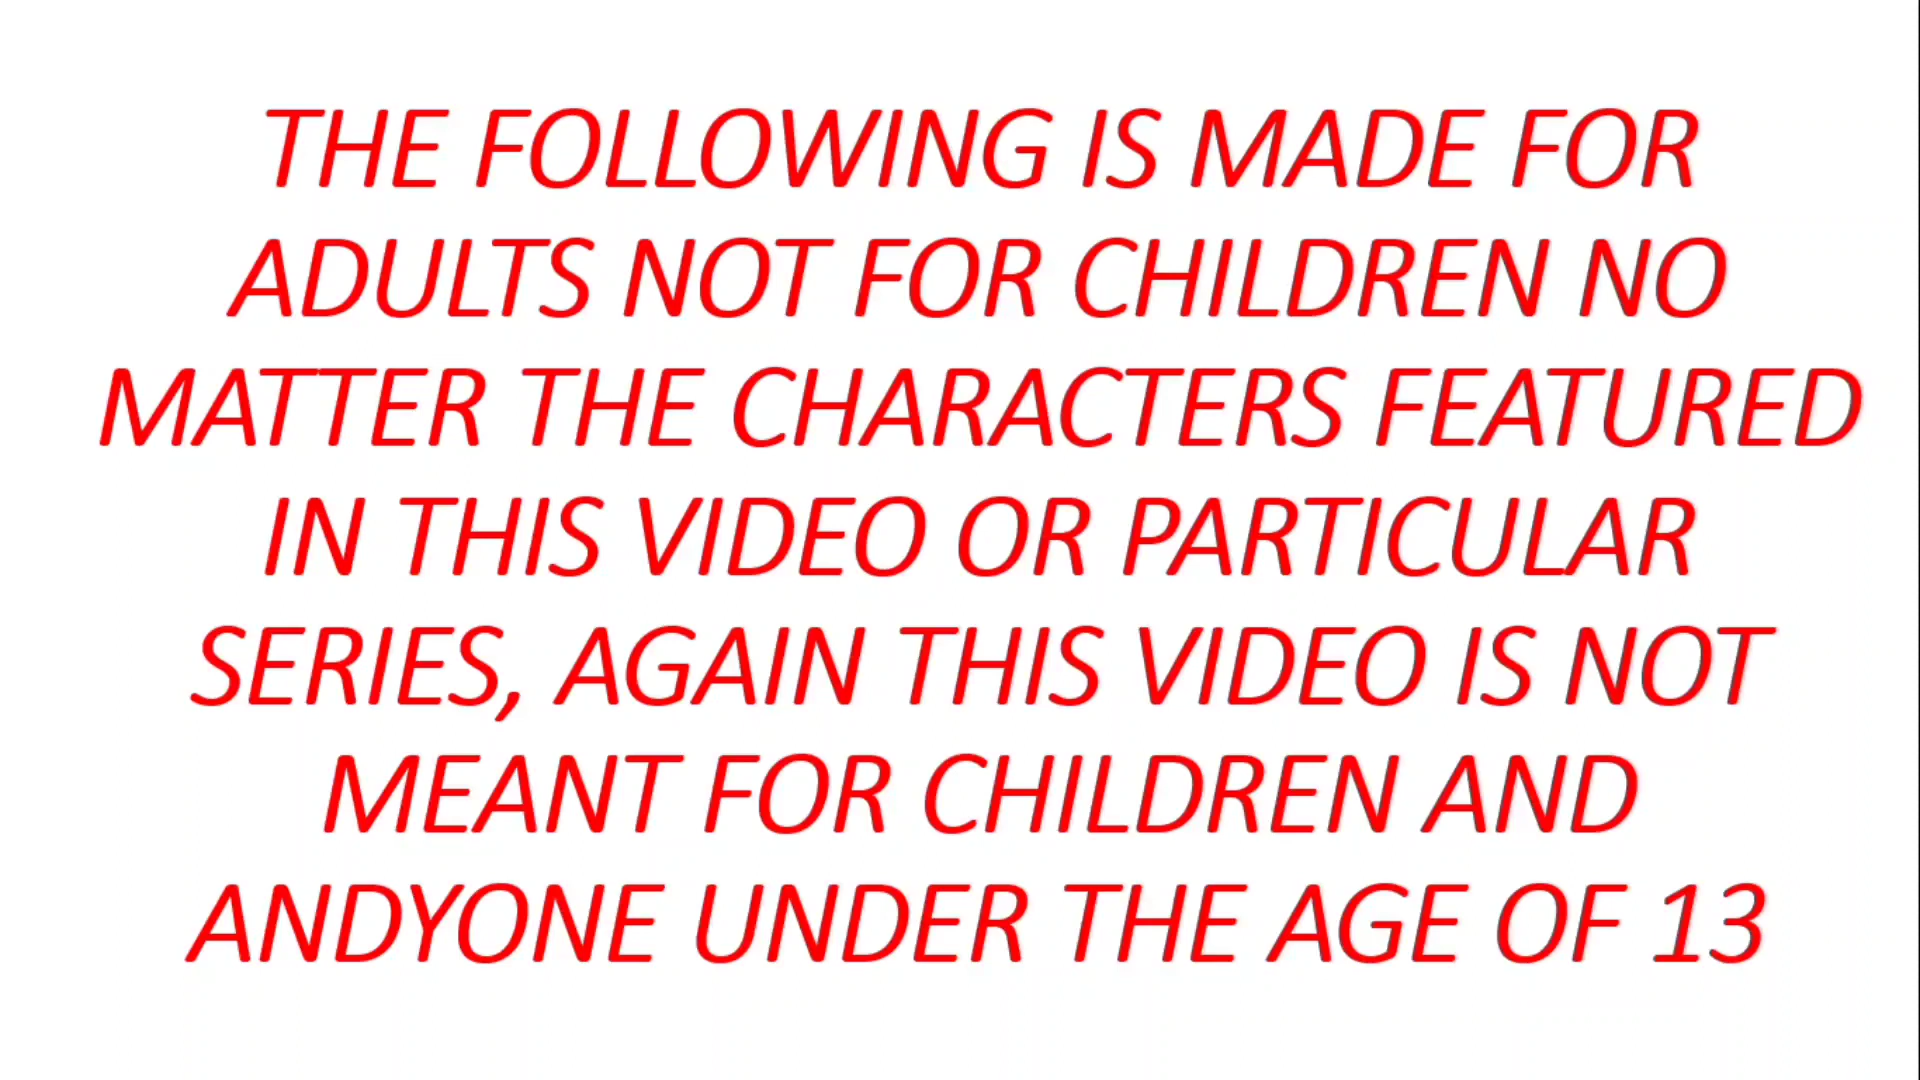 THE FOLLOWING IS MADE FOR
ADULTS NOT FOR CHILDREN NO
MATTER THE CHARACTERS FEATURED
IN THIS VIDEO OR PARTICULAR
SERIES, AGAIN THIS VIDEO IS NOT
MEANT FOR CHILDREN AND
ANDYONE UNDER THE AGE OF 13